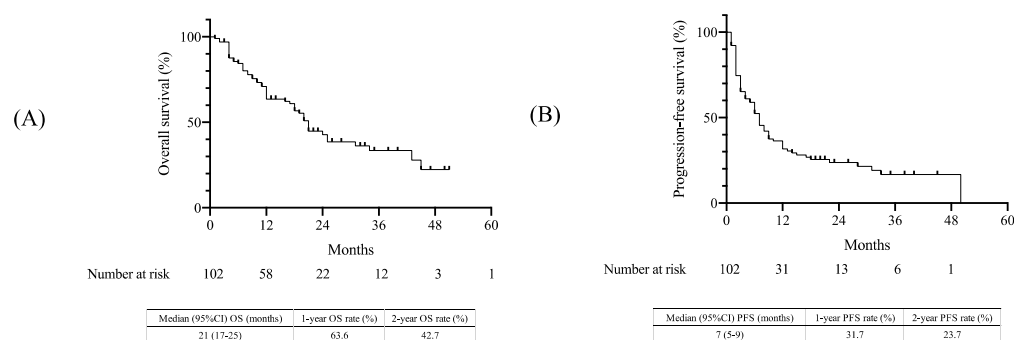 (A)
Overall survival (%)
100
50
0
0 12 24 36 48 60
Months
Number at risk 102 58 22 12 3 1
Median (95%CI) OS (months) 1-year OS rate (%) 2-year OS rate (%)
21 (17-25) 63.6 42.7
(B)
Progression-free survival (%)
100
50
0
0 12 24 36 48 60
Months
Number at risk 102 31 13 6 1
Median (95%CI) PFS (months) 1-year PFS rate (%) 2-year PFS rate (%)
7 (5-9) 31.7 23.7